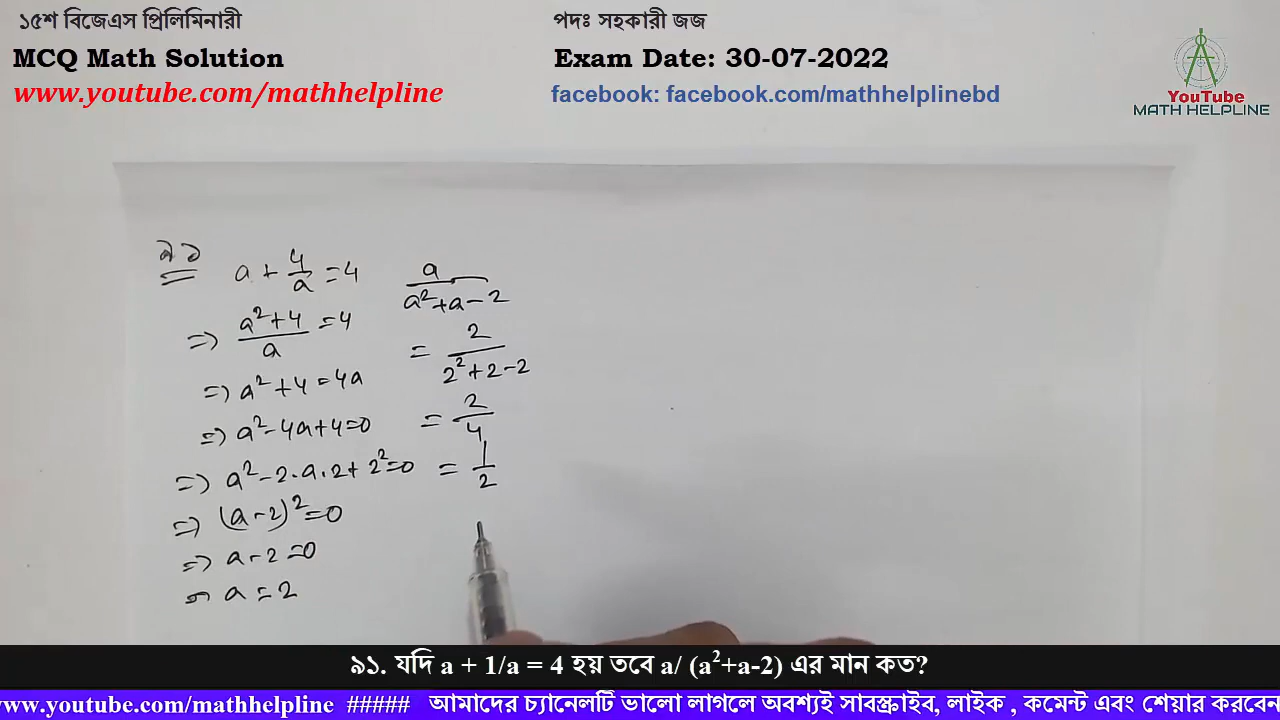 ১৫শ বিজেএস প্রিলিমিনারী
পদঃ সহকারী জজ
MCQ Math Solution
Exam Date: 30-07-2022
www.youtube.com/mathhelpline
facebook: facebook.com/mathhelplinebd
YouTube
MATH HELPLINE
৯১
a + 4/a = 4
⇒ (a²+4)/a = 4
⇒ a²+4 = 4a
⇒ a²-4a+4=0
⇒ a²-2·a·2+2²=0
⇒ (a-2)²=0
⇒ a-2=0
∴ a=2
a/(a²+a-2)
= 2/(2²+2-2)
= 2/4
= 1/2
৯১. যদি a + 1/a = 4 হয় তবে a/ (a²+a-2) এর মান কত?
www.youtube.com/mathhelpline ##### আমাদের চ্যানেলটি ভালো লাগলে অবশ্যই সাবস্ক্রাইব, লাইক , কমেন্ট এবং শেয়ার করবেন